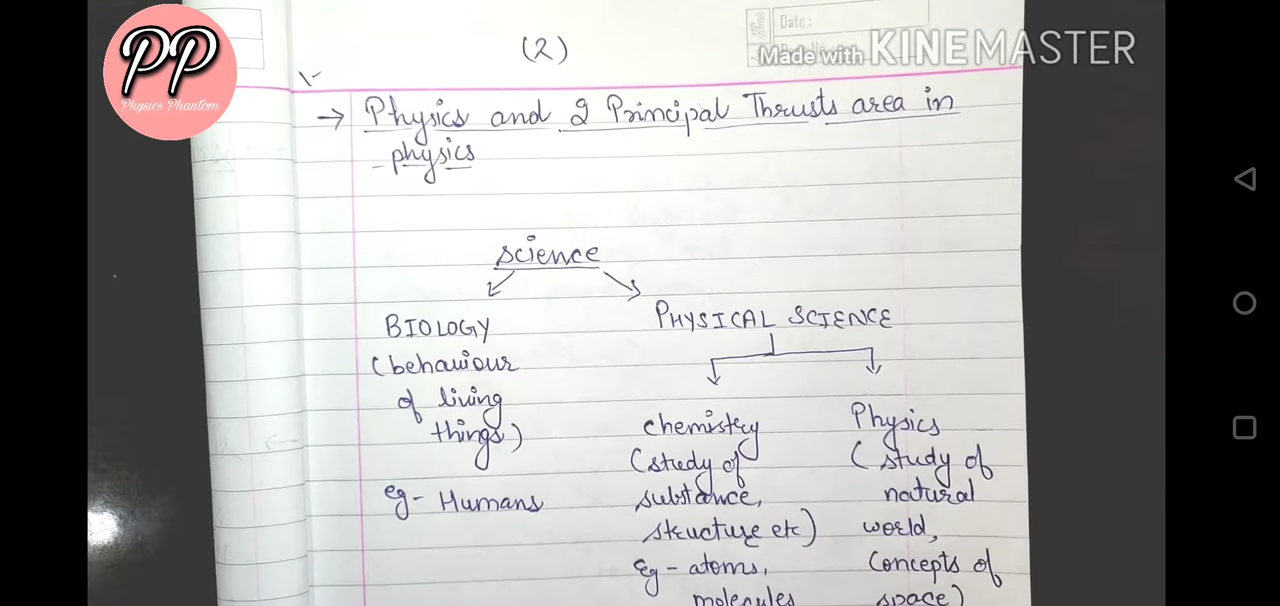 PP
Physics Phantom
(2)
Date:
Made with KINEMASTER
→ Physics and 2 Principal Thrusts area in
physics
Science
BIOLOGY
(behaviour
of living
things)
eg - Humans
PHYSICAL SCIENCE
chemistry
(study of
substance,
structure etc)
Eg - atoms,
molecules
Physics
(study of
natural
world,
concepts of
space)